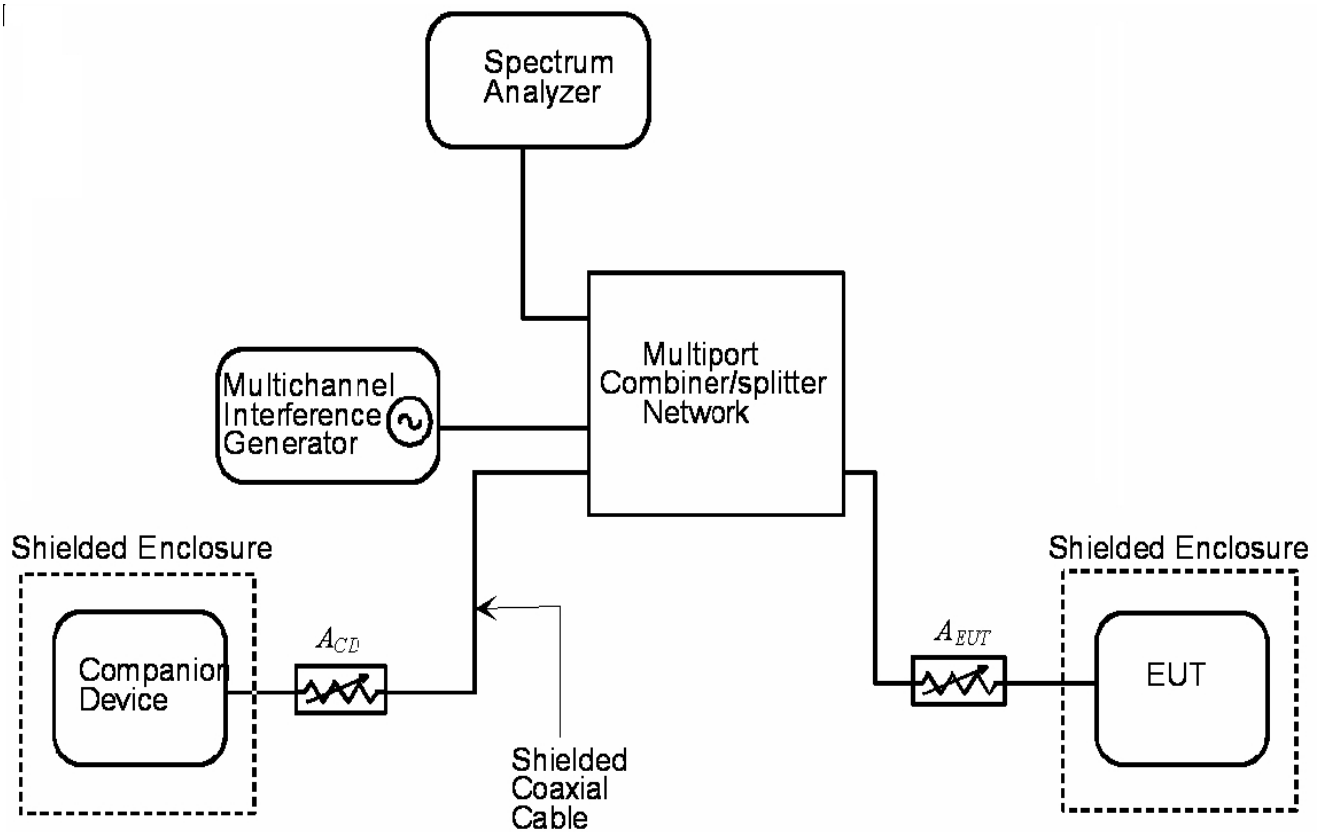 Spectrum
Analyzer
Multiport
Combiner/splitter
Network
Multichannel
Interference
Generator
Shielded Enclosure
Shielded Enclosure
A_CD
A_EUT
Companion
Device
EUT
Shielded
Coaxial
Cable